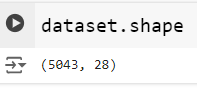 dataset.shape
(5043, 28)